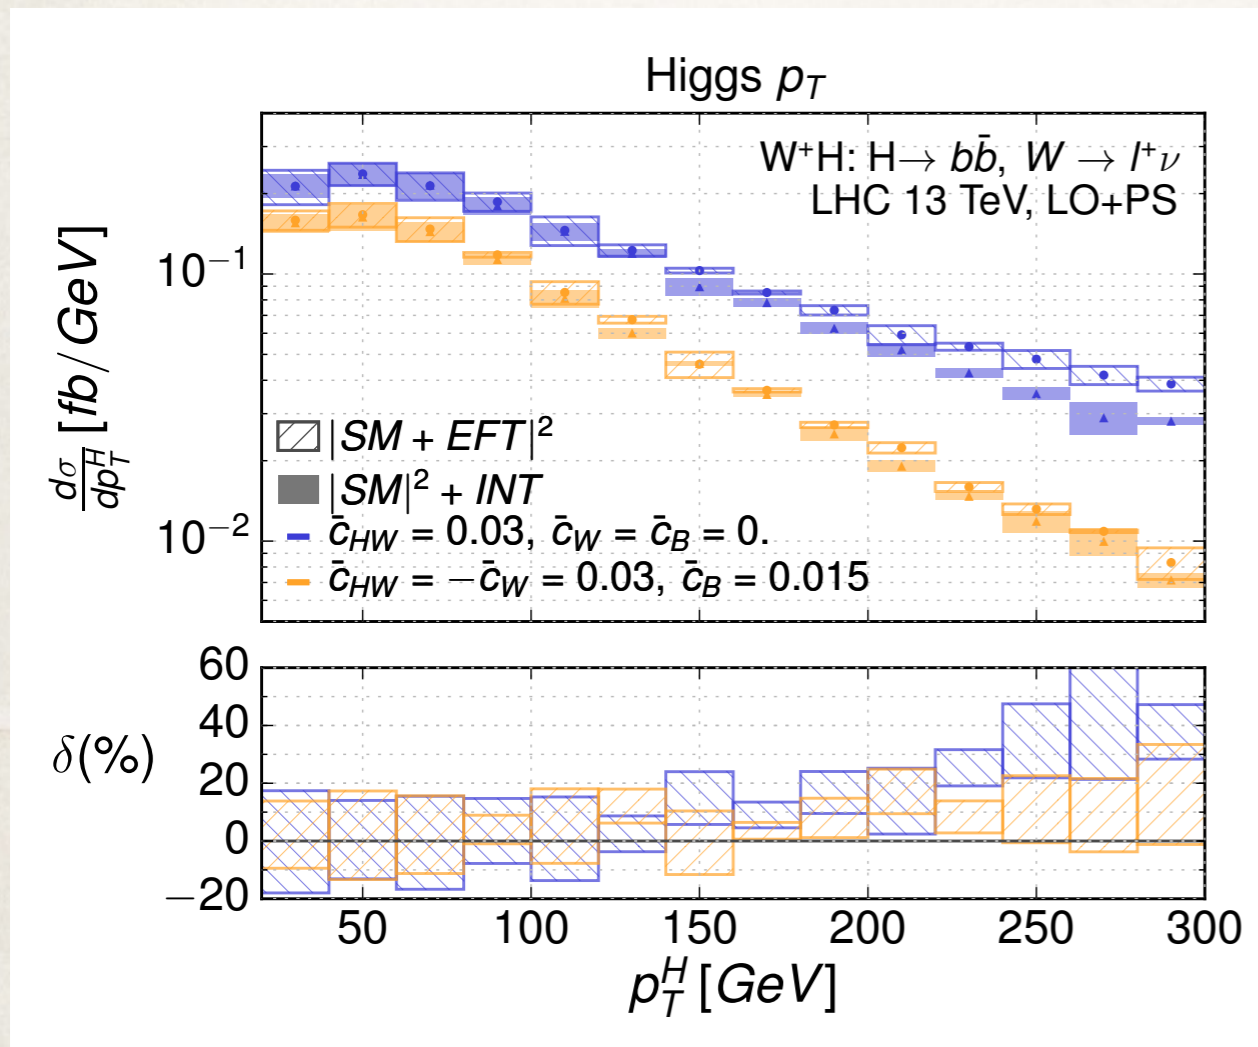 Higgs p_T
W⁺H: H→ bb̄, W → l⁺ν
LHC 13 TeV, LO+PS
dσ/dp_T^H [fb/GeV]
10⁻¹
10⁻²
|SM + EFT|²
|SM|² + INT
c̄_HW = 0.03, c̄_W = c̄_B = 0.
c̄_HW = −c̄_W = 0.03, c̄_B = 0.015
δ(%)
60
40
20
0
−20
50 100 150 200 250 300
p_T^H [GeV]